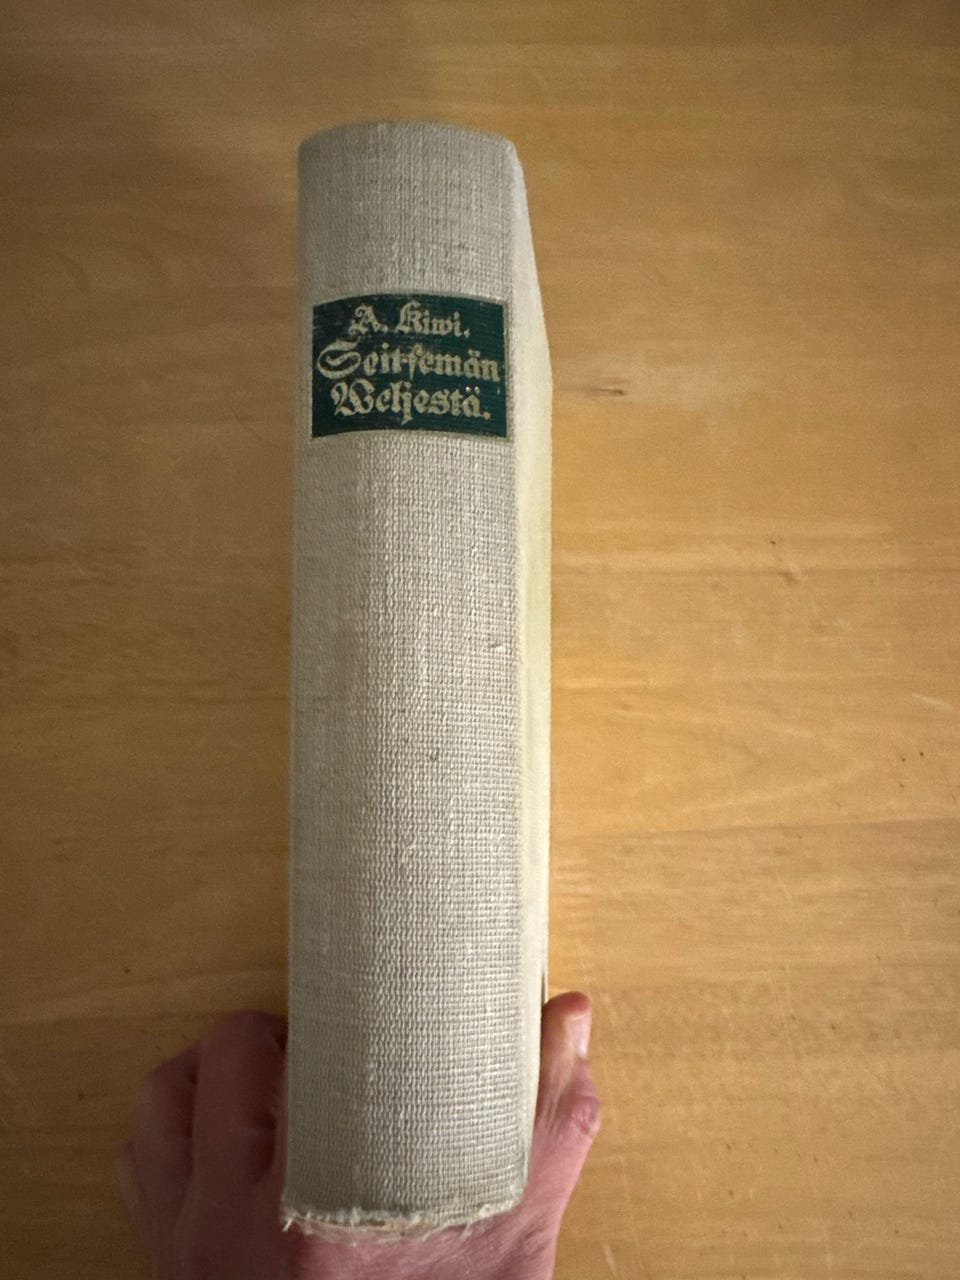 A. Kiwi.
Seitsemän
Weljestä.